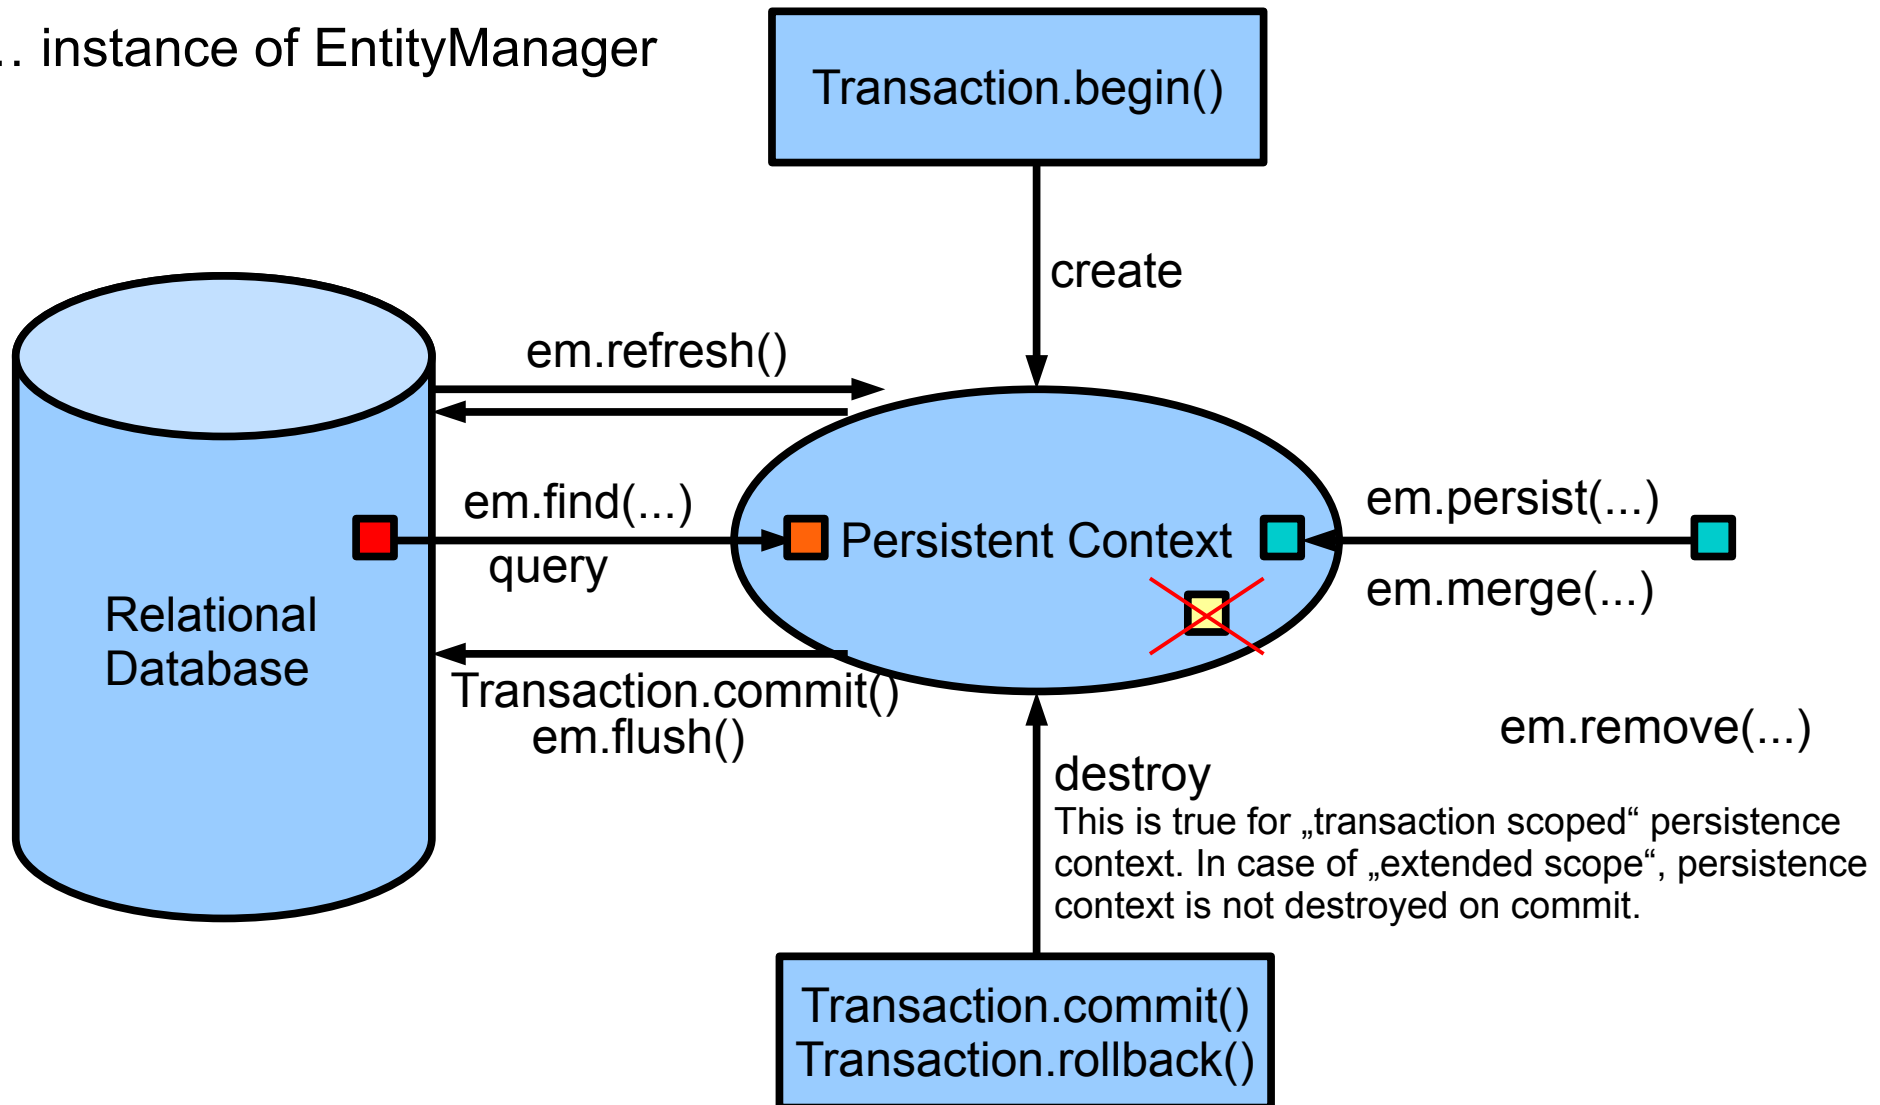 .. instance of EntityManager
Transaction.begin()
create
em.refresh()
em.find(...)
query
Persistent Context
em.persist(...)
em.merge(...)
Relational
Database
Transaction.commit()
em.flush()
em.remove(...)
destroy
This is true for „transaction scoped“ persistence
context. In case of „extended scope“, persistence
context is not destroyed on commit.
Transaction.commit()
Transaction.rollback()